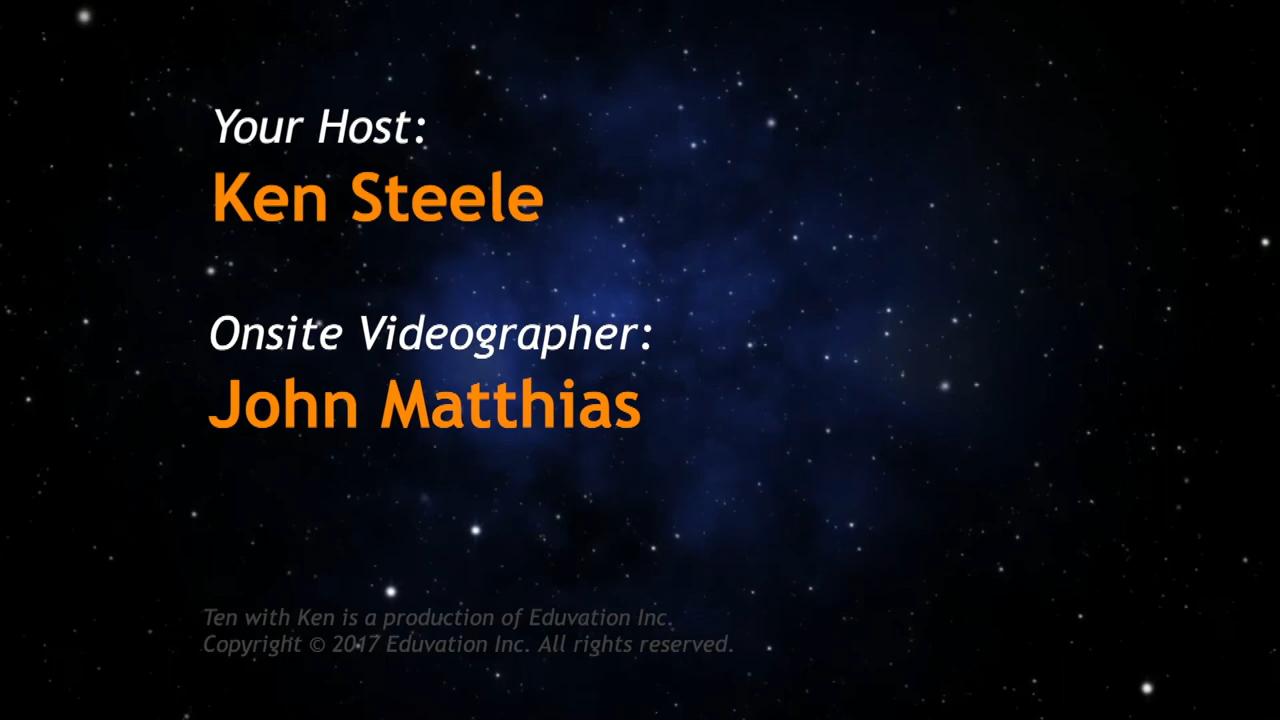 Your Host:
Ken Steele
Onsite Videographer:
John Matthias
Ten with Ken is a production of Eduvation Inc.
Copyright © 2017 Eduvation Inc. All rights reserved.